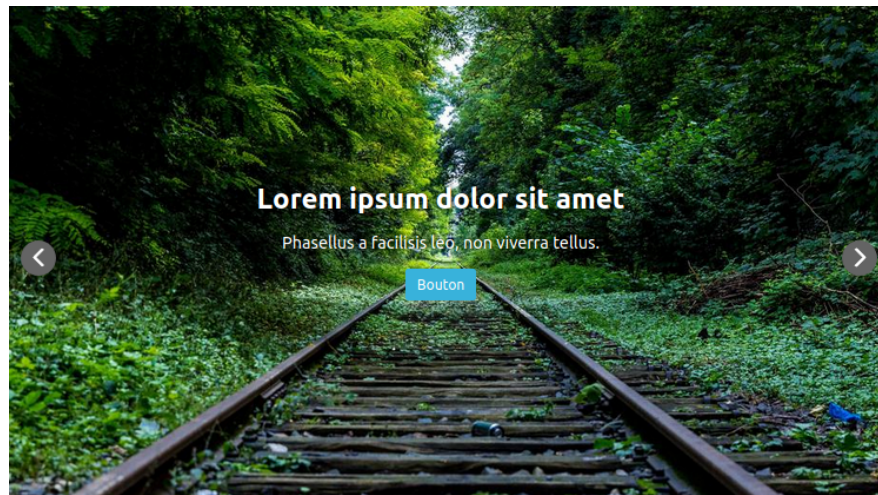 Lorem ipsum dolor sit amet
Phasellus a facilisis leo, non viverra tellus.
Bouton